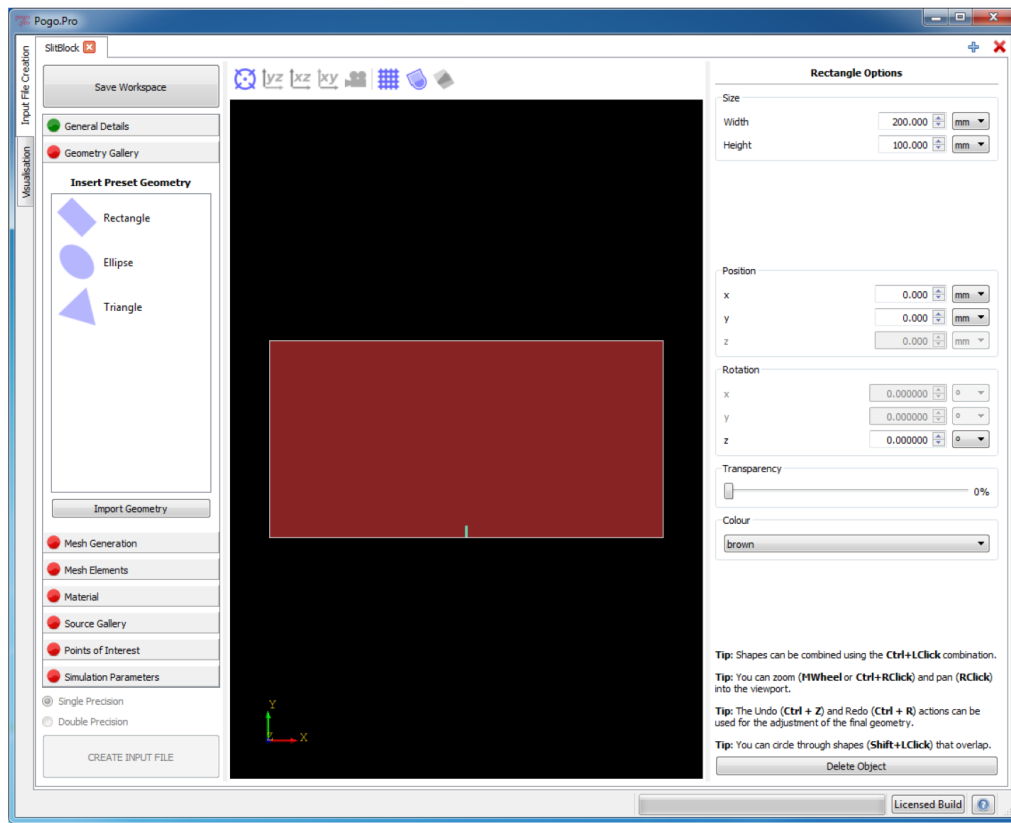 Pogo.Pro
Input File Creation
Visualisation
SlitBlock
Save Workspace
General Details
Geometry Gallery
Insert Preset Geometry
Rectangle
Ellipse
Triangle
Import Geometry
Mesh Generation
Mesh Elements
Material
Source Gallery
Points of Interest
Simulation Parameters
Single Precision
Double Precision
CREATE INPUT FILE
yz xz xy
Y
Z X
Rectangle Options
Size
Width 200.000 mm
Height 100.000 mm
Position
x 0.000 mm
y 0.000 mm
z 0.000 mm
Rotation
x 0.000000 °
y 0.000000 °
z 0.000000 °
Transparency
0%
Colour
brown
Tip: Shapes can be combined using the Ctrl+LClick combination.
Tip: You can zoom (MWheel or Ctrl+RClick) and pan (RClick)
into the viewport.
Tip: The Undo (Ctrl + Z) and Redo (Ctrl + R) actions can be
used for the adjustment of the final geometry.
Tip: You can circle through shapes (Shift+LClick) that overlap.
Delete Object
Licensed Build